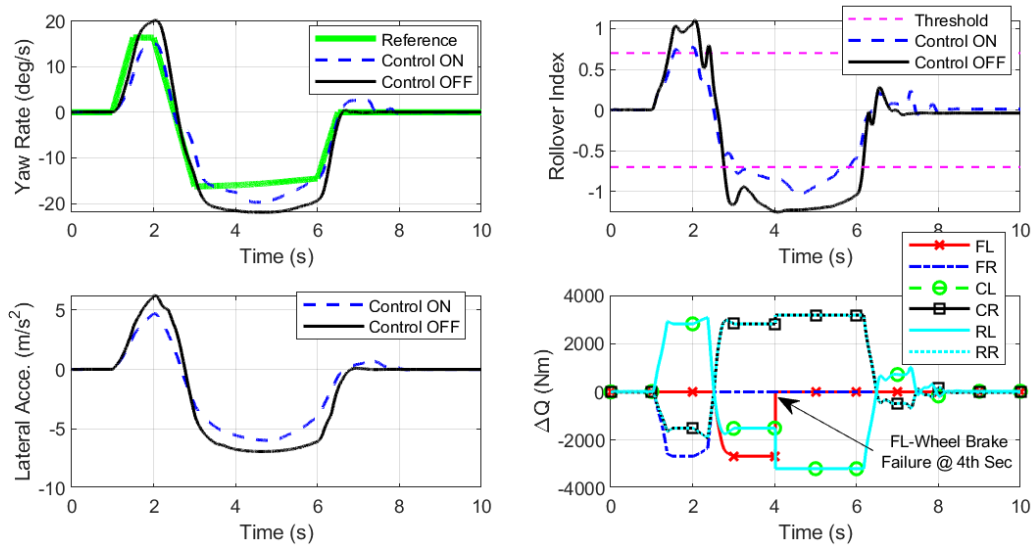 20
10
0
-10
-20
0 2 4 6 8 10
Yaw Rate (deg/s)
Time (s)
Reference
Control ON
Control OFF
1
0.5
0
-0.5
-1
0 2 4 6 8 10
Rollover Index
Time (s)
Threshold
Control ON
Control OFF
5
0
-5
-10
0 2 4 6 8 10
Lateral Acce. (m/s²)
Time (s)
Control ON
Control OFF
4000
2000
0
-2000
-4000
0 2 4 6 8 10
ΔQ (Nm)
Time (s)
FL
FR
CL
CR
RL
RR
FL-Wheel Brake
Failure @ 4th Sec